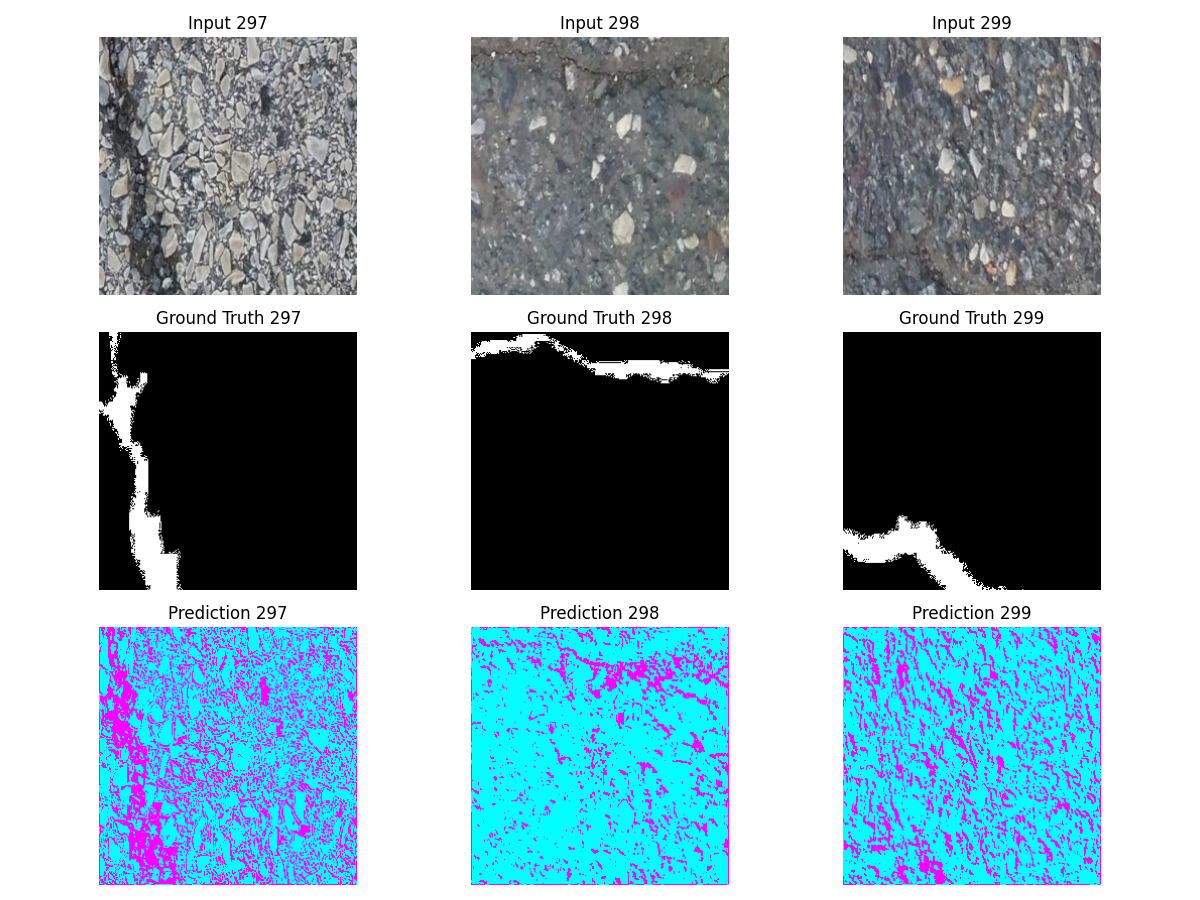 Input 297
Input 298
Input 299
Ground Truth 297
Ground Truth 298
Ground Truth 299
Prediction 297
Prediction 298
Prediction 299